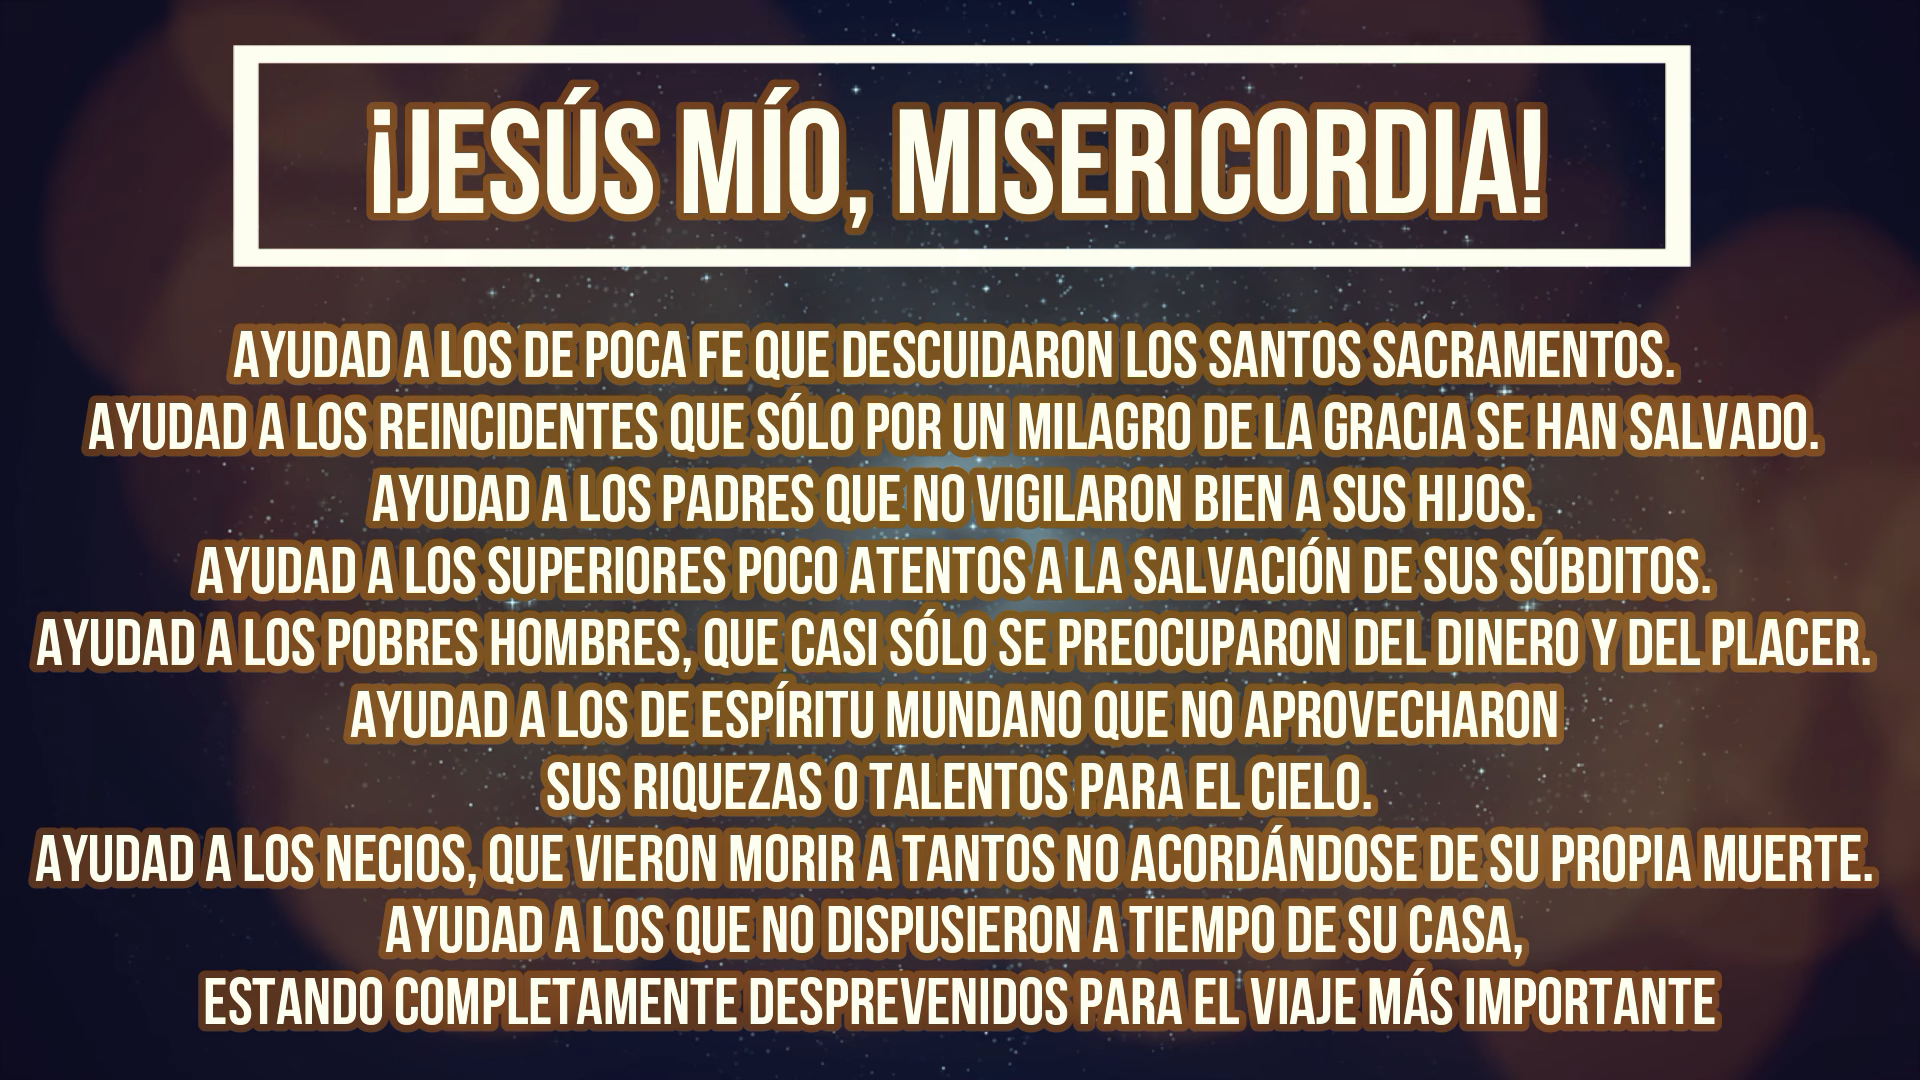 ¡JESÚS MÍO, MISERICORDIA!
AYUDAD A LOS DE POCA FE QUE DESCUIDARON LOS SANTOS SACRAMENTOS.
AYUDAD A LOS REINCIDENTES QUE SÓLO POR UN MILAGRO DE LA GRACIA SE HAN SALVADO.
AYUDAD A LOS PADRES QUE NO VIGILARON BIEN A SUS HIJOS.
AYUDAD A LOS SUPERIORES POCO ATENTOS A LA SALVACIÓN DE SUS SÚBDITOS.
AYUDAD A LOS POBRES HOMBRES, QUE CASI SÓLO SE PREOCUPARON DEL DINERO Y DEL PLACER.
AYUDAD A LOS DE ESPÍRITU MUNDANO QUE NO APROVECHARON
SUS RIQUEZAS O TALENTOS PARA EL CIELO.
AYUDAD A LOS NECIOS, QUE VIERON MORIR A TANTOS NO ACORDÁNDOSE DE SU PROPIA MUERTE.
AYUDAD A LOS QUE NO DISPUSIERON A TIEMPO DE SU CASA,
ESTANDO COMPLETAMENTE DESPREVENIDOS PARA EL VIAJE MÁS IMPORTANTE